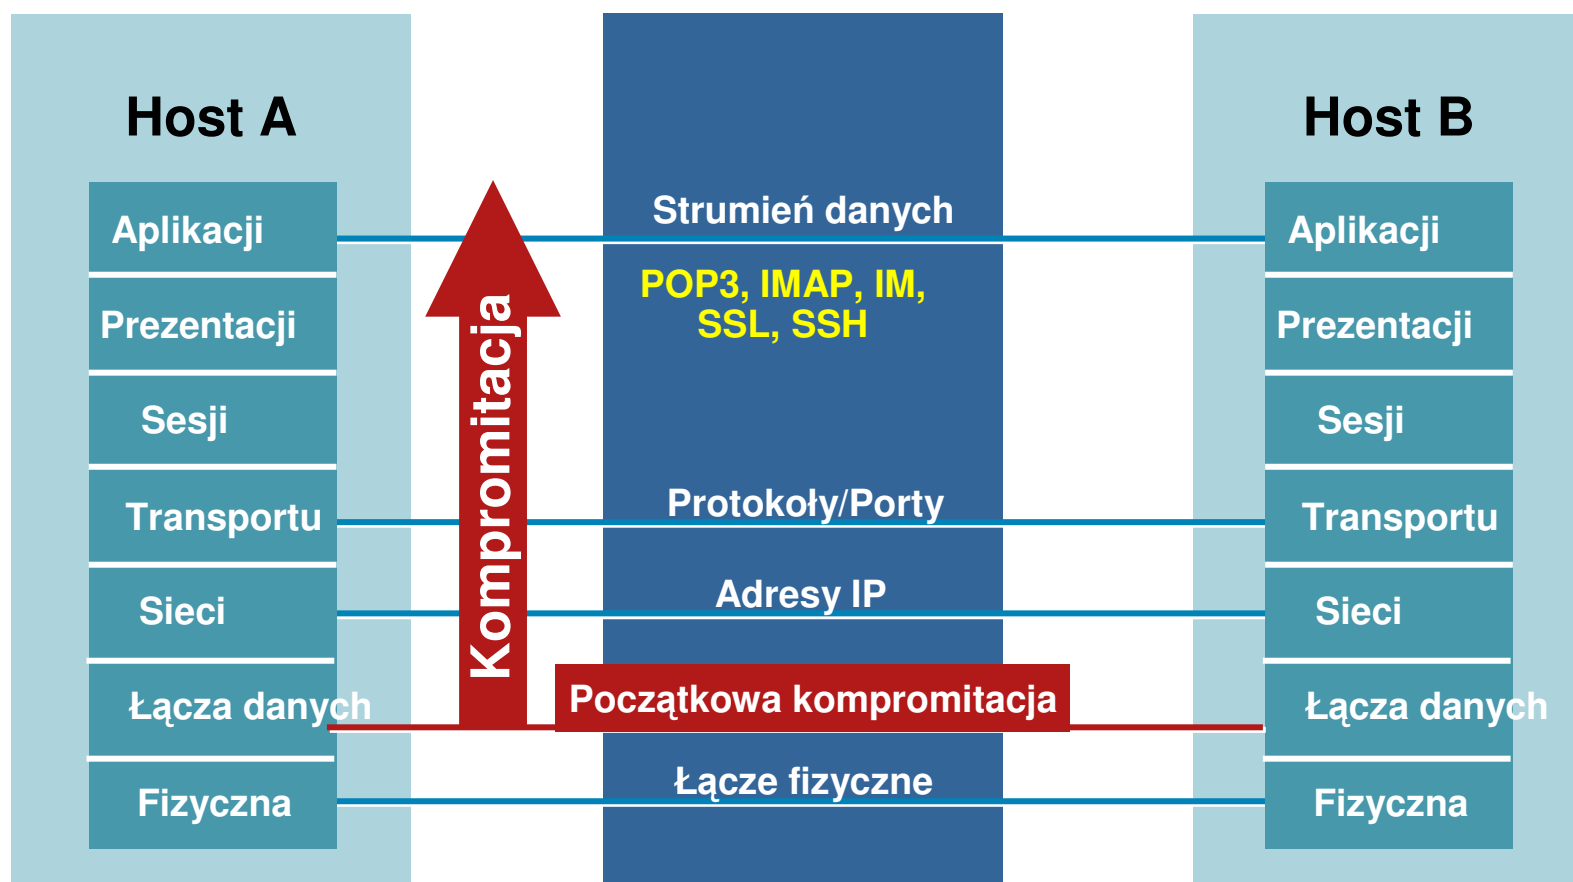 Host A
Aplikacji
Prezentacji
Sesji
Transportu
Sieci
Łącza danych
Fizyczna
Kompromitacja
Strumień danych
POP3, IMAP, IM,
SSL, SSH
Protokoły/Porty
Adresy IP
Początkowa kompromitacja
Łącze fizyczne
Host B
Aplikacji
Prezentacji
Sesji
Transportu
Sieci
Łącza danych
Fizyczna